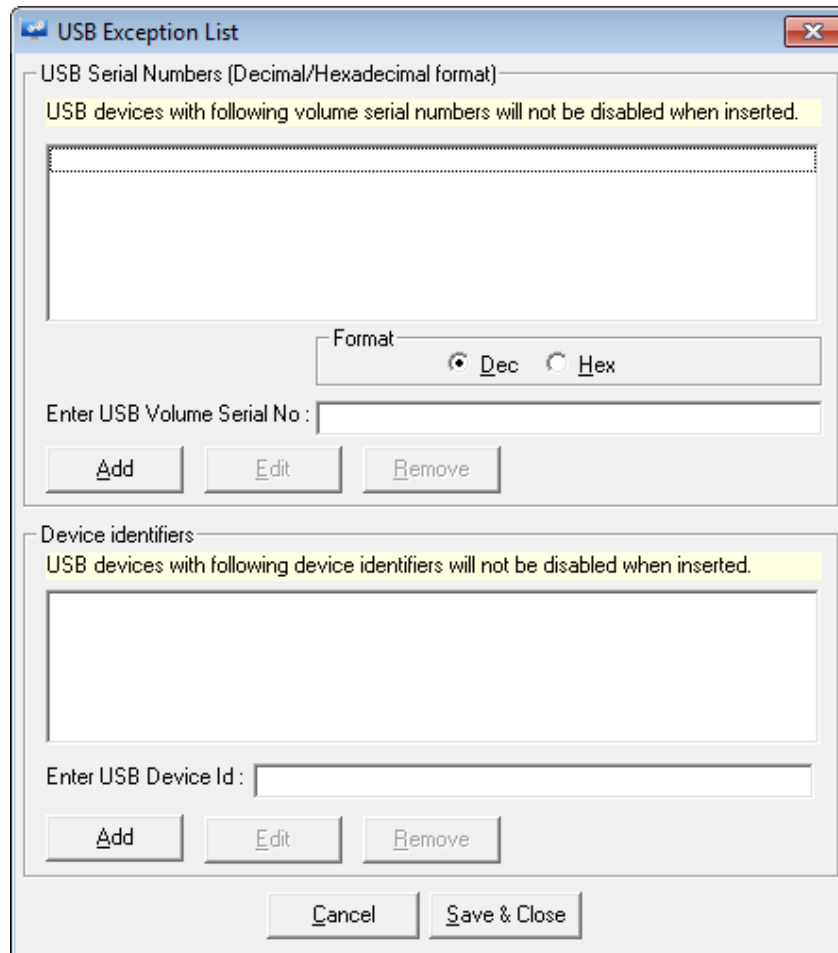 USB Exception List
USB Serial Numbers (Decimal/Hexadecimal format)
USB devices with following volume serial numbers will not be disabled when inserted.
Format
Dec Hex
Enter USB Volume Serial No :
Add Edit Remove
Device identifiers
USB devices with following device identifiers will not be disabled when inserted.
Enter USB Device Id :
Add Edit Remove
Cancel Save & Close